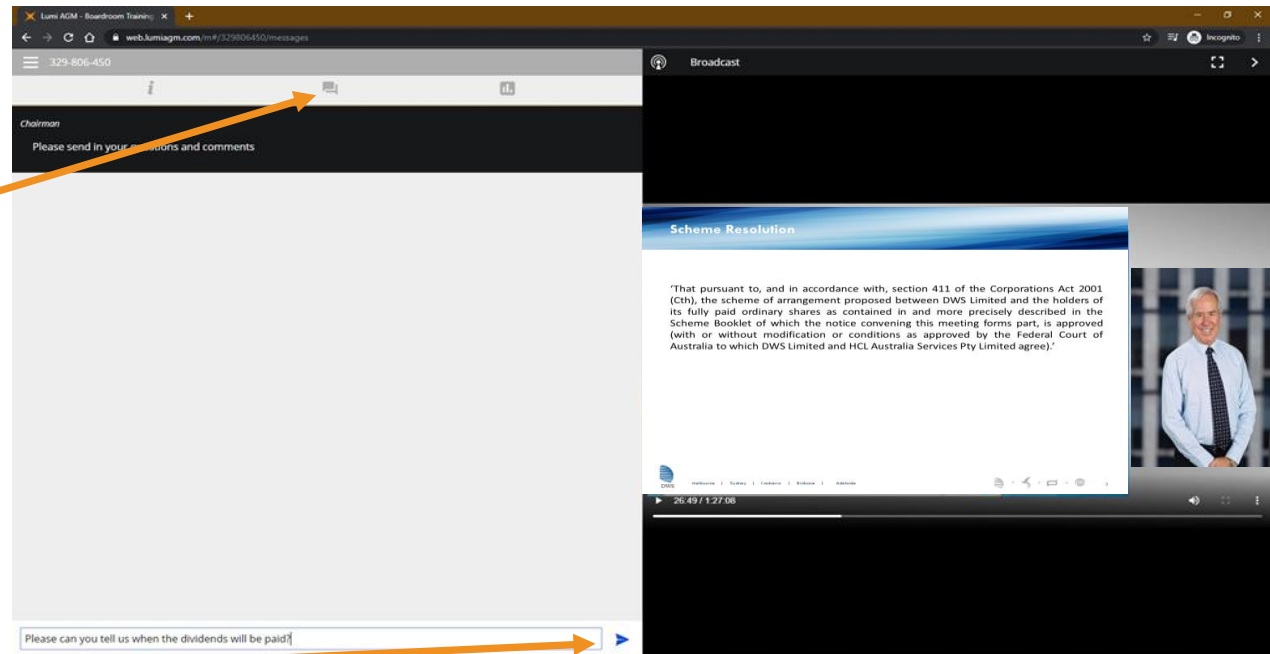 Lumi AGM - Boardroom Training
web.lumiagm.com/m#/329806450/messages
Incognito
329-806-450
Broadcast
i
Chairman
Please send in your questions and comments
Scheme Resolution
'That pursuant to, and in accordance with, section 411 of the Corporations Act 2001
(Cth), the scheme of arrangement proposed between DWS Limited and the holders of
its fully paid ordinary shares as contained in and more precisely described in the
Scheme Booklet of which the notice convening this meeting forms part, is approved
(with or without modification or conditions as approved by the Federal Court of
Australia to which DWS Limited and HCL Australia Services Pty Limited agree).'
DWS
Melbourne | Sydney | Canberra | Brisbane | Adelaide
26:49 / 1:27:08
Please can you tell us when the dividends will be paid?